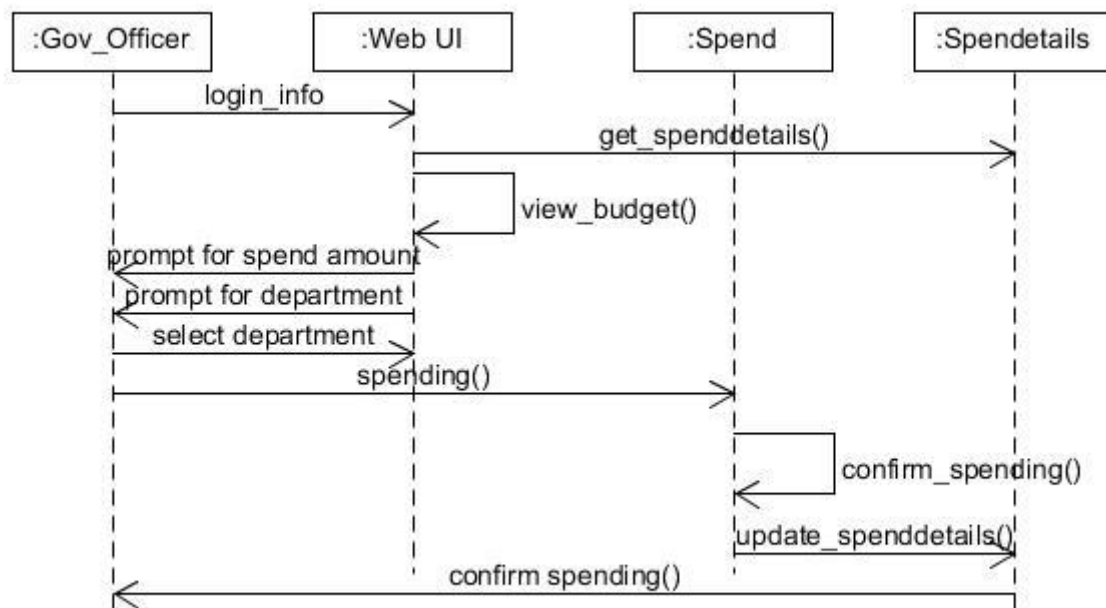 :Gov_Officer
:Web UI
:Spend
:Spendetails
login_info
get_spenddetails()
view_budget()
prompt for spend amount
prompt for department
select department
spending()
confirm_spending()
update_spenddetails()
confirm spending()